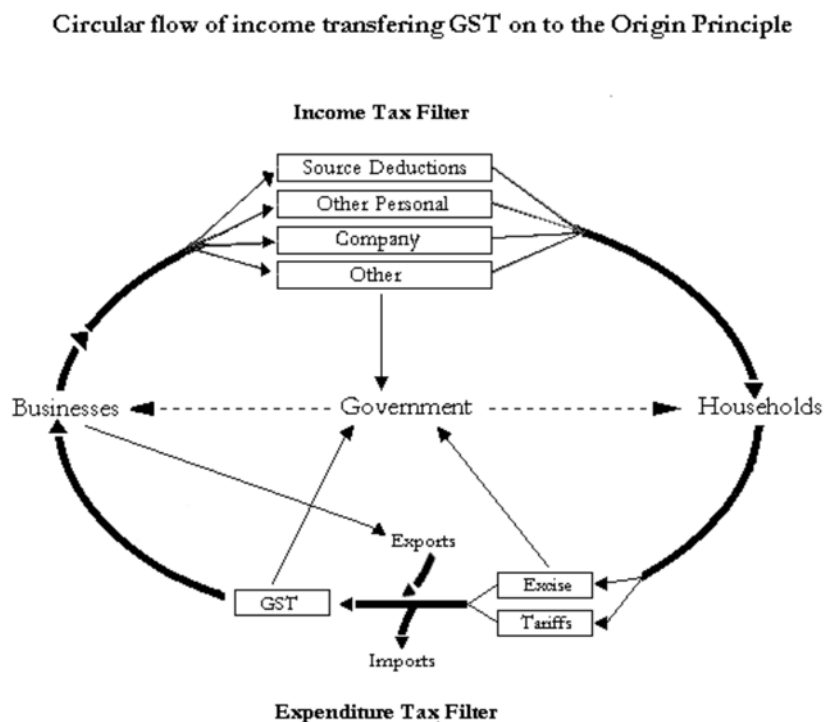 Circular flow of income transfering GST on to the Origin Principle
Income Tax Filter
Source Deductions
Other Personal
Company
Other
Businesses
Government
Households
Exports
GST
Excise
Tariffs
Imports
Expenditure Tax Filter